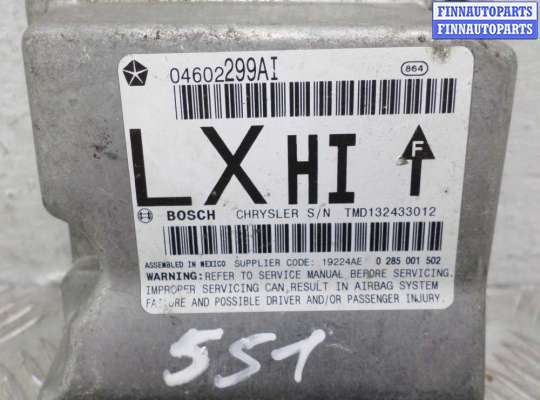 FINNAUTOPARTS
FINNAUTOPARTS
FINNAUTOPARTS
04602299AI
864
LX HI
F
BOSCH CHRYSLER S/N TMD132433012
ASSEMBLED IN MEXICO SUPPLIER CODE: 19224AE 0 285 001 502
WARNING: REFER TO SERVICE MANUAL BEFORE SERVICING.
IMPROPER SERVICING CAN RESULT IN AIRBAG SYSTEM
FAILURE AND POSSIBLE DRIVER AND/OR PASSENGER INJURY.
551